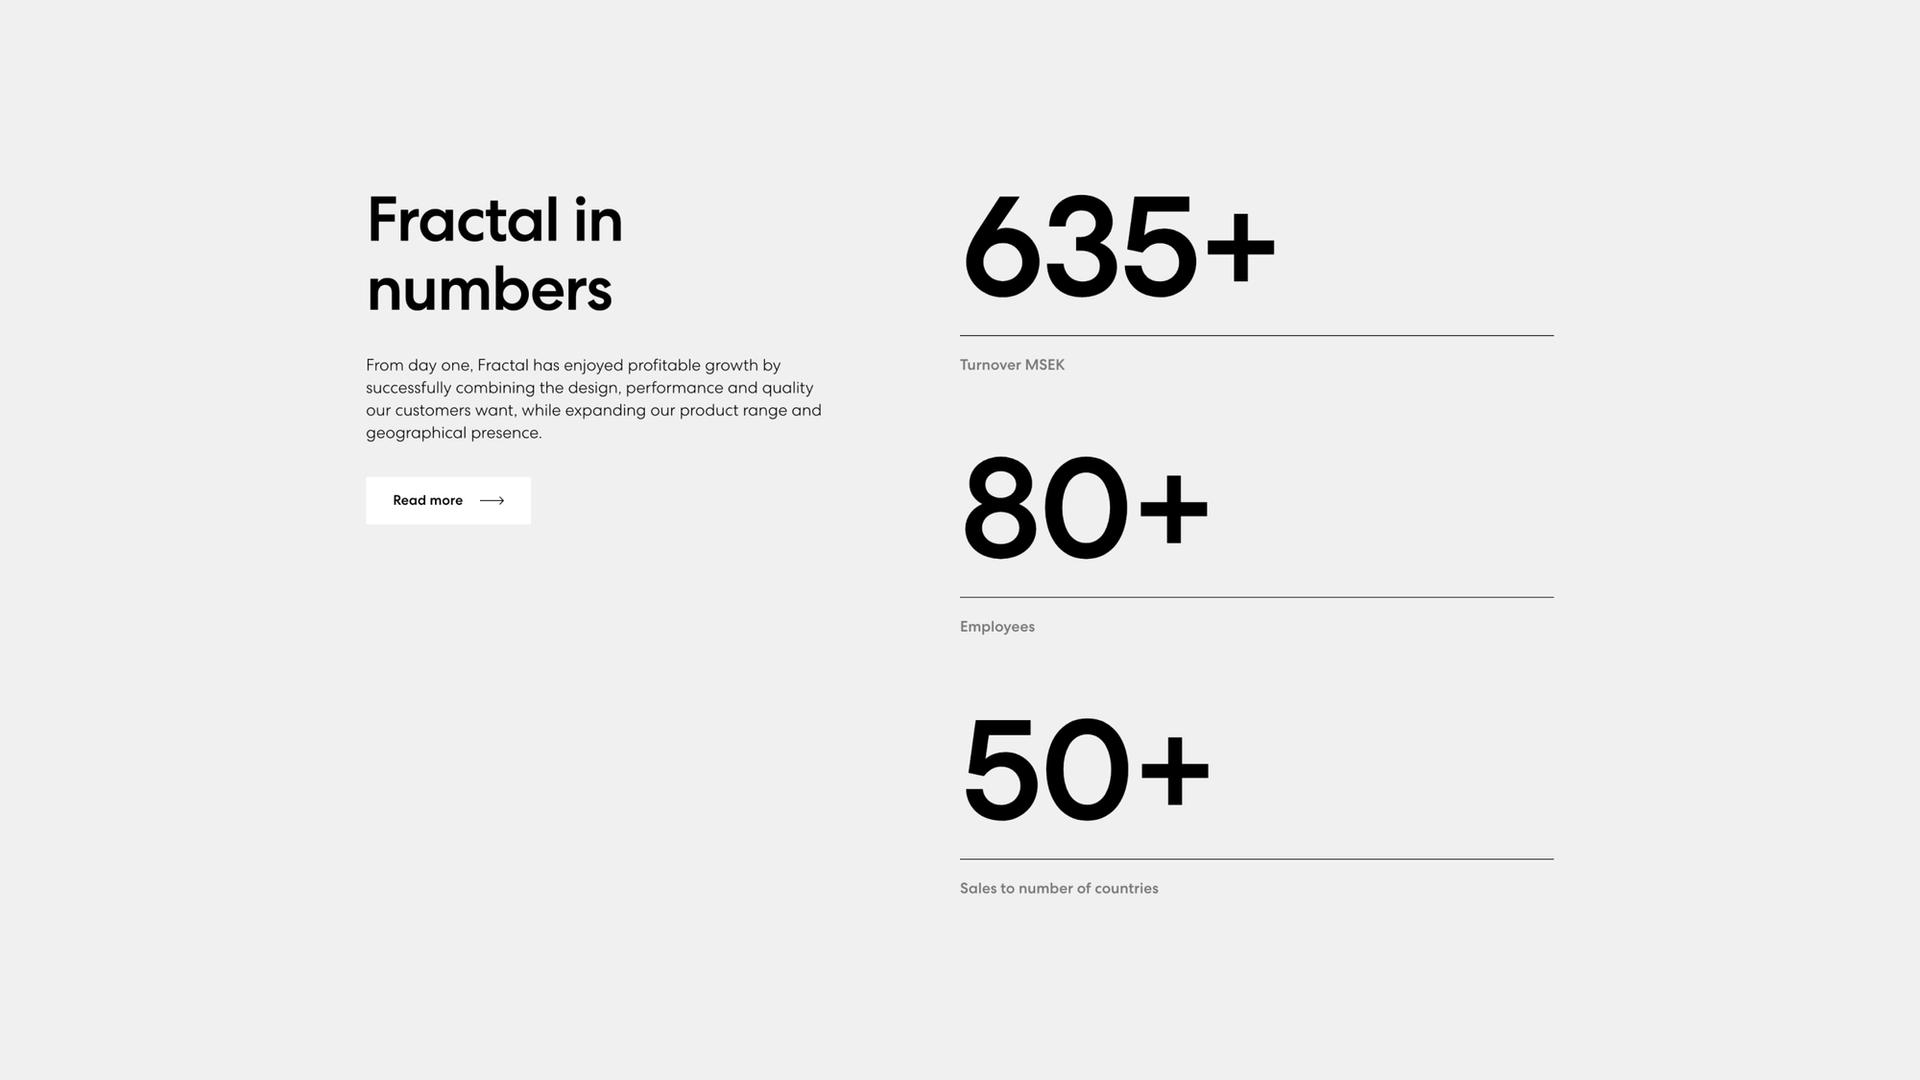 Fractal in
numbers
From day one, Fractal has enjoyed profitable growth by
successfully combining the design, performance and quality
our customers want, while expanding our product range and
geographical presence.
Read more
635+
Turnover MSEK
80+
Employees
50+
Sales to number of countries